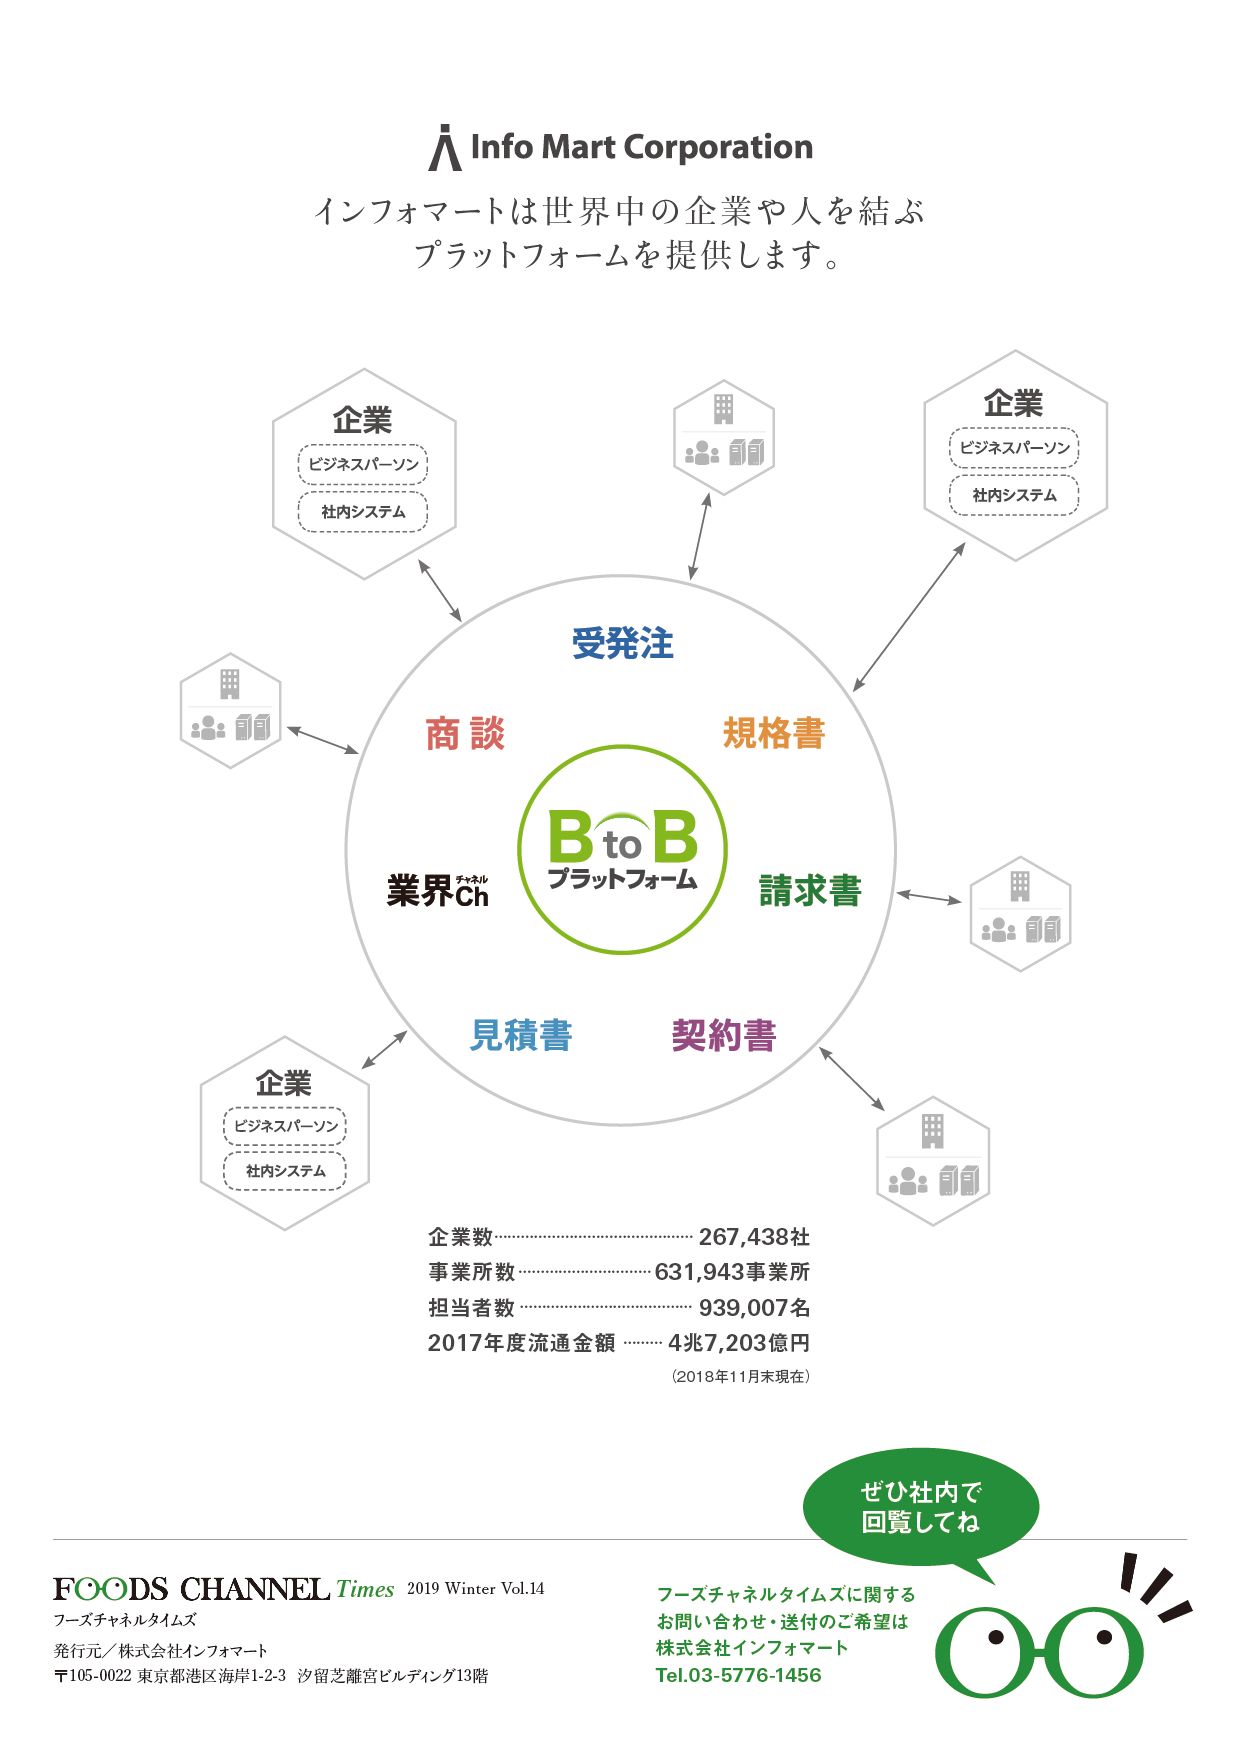 Info Mart Corporation
インフォマートは世界中の企業や人を結ぶ
プラットフォームを提供します。
企業
ビジネスパーソン
社内システム
企業
ビジネスパーソン
社内システム
受発注
商談
規格書
BtoB
プラットフォーム
業界Ch
チャネル
請求書
見積書
契約書
企業
ビジネスパーソン
社内システム
企業数 267,438社
事業所数 631,943事業所
担当者数 939,007名
2017年度流通金額 4兆7,203億円
(2018年11月末現在)
ぜひ社内で
回覧してね
FOODS CHANNEL Times 2019 Winter Vol.14
フーズチャネルタイムズ
発行元／株式会社インフォマート
〒105-0022 東京都港区海岸1-2-3 汐留芝離宮ビルディング13階
フーズチャネルタイムズに関する
お問い合わせ・送付のご希望は
株式会社インフォマート
Tel.03-5776-1456